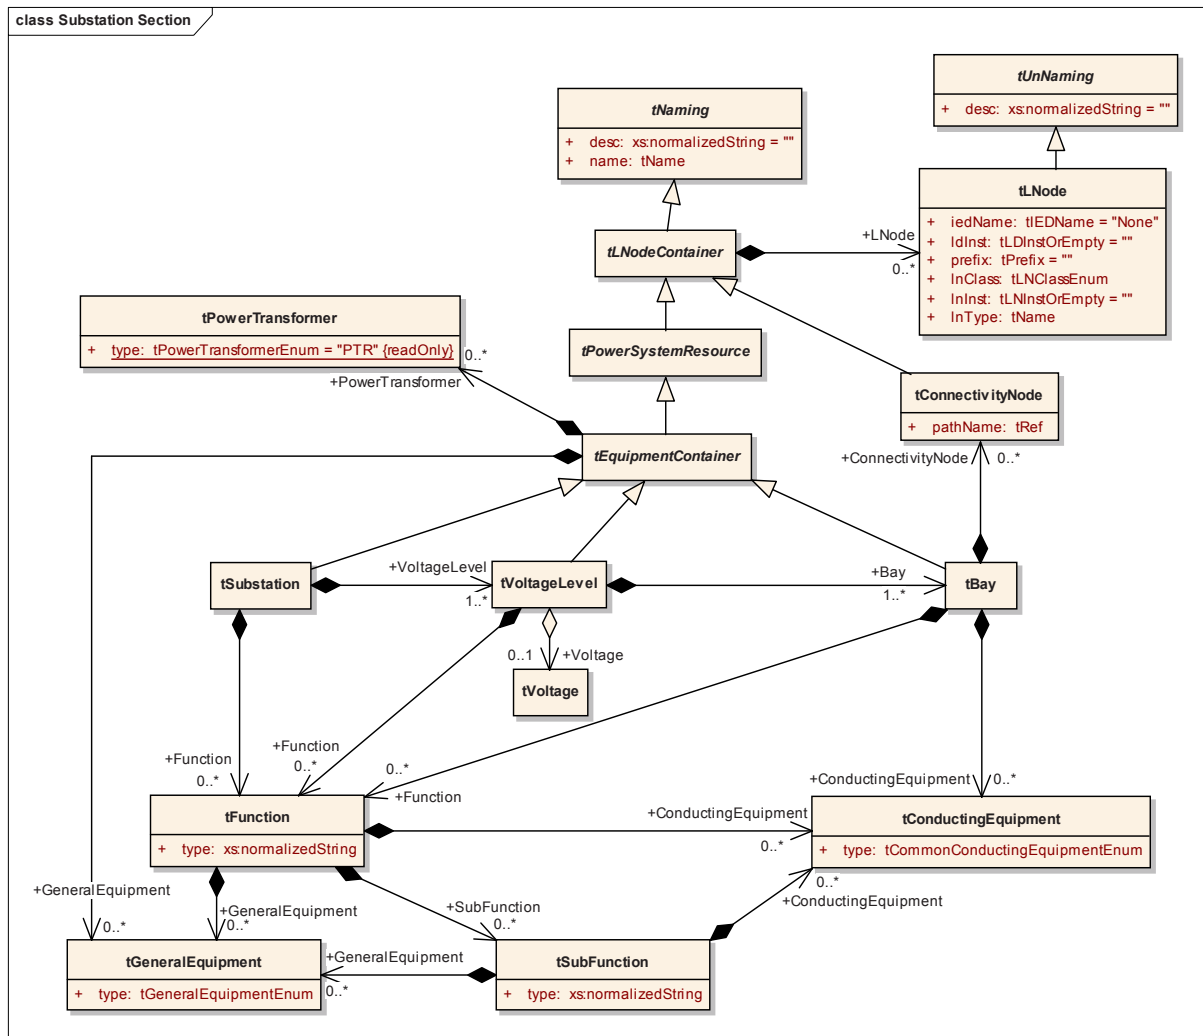 class Substation Section
tUnNaming
+ desc: xs:normalizedString = ""
tNaming
+ desc: xs:normalizedString = ""
+ name: tName
tLNode
+ iedName: tIEDName = "None"
+ ldInst: tLDInstOrEmpty = ""
+ prefix: tPrefix = ""
+ lnClass: tLNClassEnum
+ lnInst: tLNInstOrEmpty = ""
+ lnType: tName
+LNode
0..*
tLNodeContainer
tPowerTransformer
+ type: tPowerTransformerEnum = "PTR" {readOnly}
0..*
+PowerTransformer
tPowerSystemResource
tConnectivityNode
+ pathName: tRef
+ConnectivityNode
0..*
tEquipmentContainer
tSubstation
+VoltageLevel
1..*
tVoltageLevel
+Bay
1..*
tBay
0..1
+Voltage
tVoltage
+Function
0..*
+Function
0..*
0..*
+Function
+ConductingEquipment
0..*
tFunction
+ type: xs:normalizedString
+ConductingEquipment
0..*
tConductingEquipment
+ type: tCommonConductingEquipmentEnum
0..*
+ConductingEquipment
+GeneralEquipment
0..*
+GeneralEquipment
0..*
+SubFunction
0..*
tGeneralEquipment
+ type: tGeneralEquipmentEnum
+GeneralEquipment
0..*
tSubFunction
+ type: xs:normalizedString